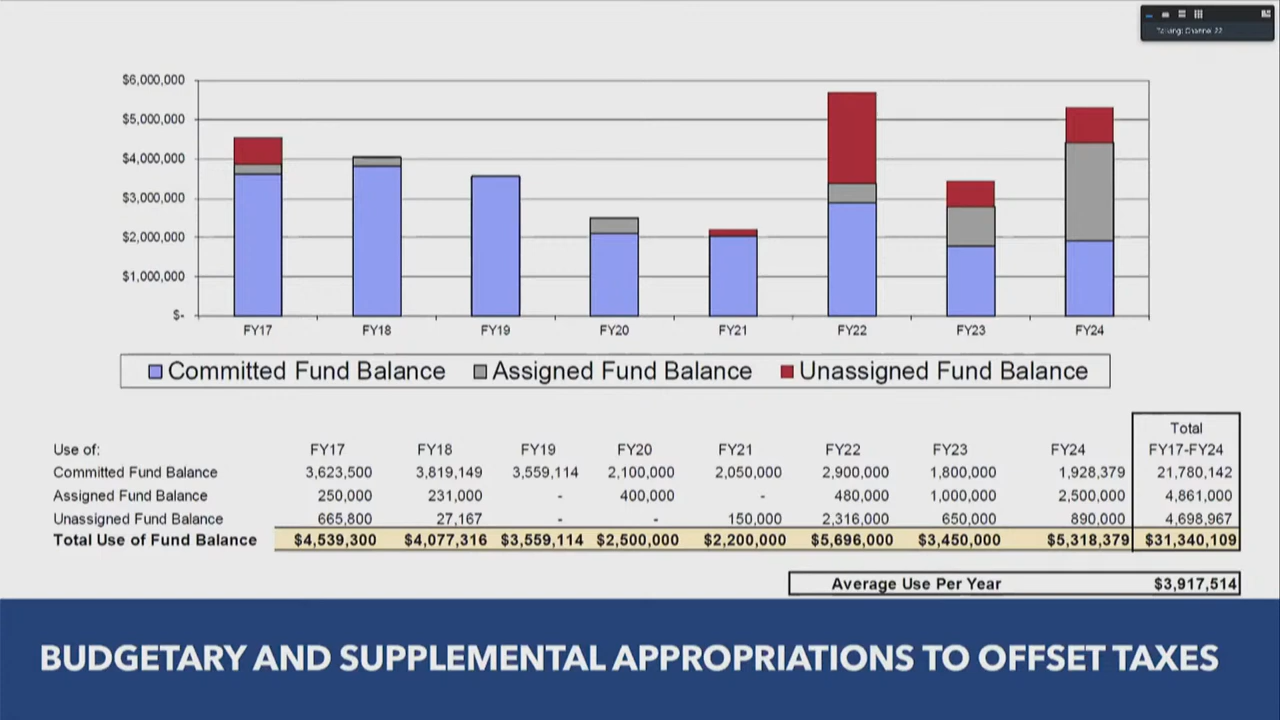 Talking: Channel 22
$6,000,000
$5,000,000
$4,000,000
$3,000,000
$2,000,000
$1,000,000
$-
FY17 FY18 FY19 FY20 FY21 FY22 FY23 FY24
Committed Fund Balance Assigned Fund Balance Unassigned Fund Balance
Total
Use of: FY17 FY18 FY19 FY20 FY21 FY22 FY23 FY24 FY17-FY24
Committed Fund Balance 3,623,500 3,819,149 3,559,114 2,100,000 2,050,000 2,900,000 1,800,000 1,928,379 21,780,142
Assigned Fund Balance 250,000 231,000 - 400,000 - 480,000 1,000,000 2,500,000 4,861,000
Unassigned Fund Balance 665,800 27,167 - - 150,000 2,316,000 650,000 890,000 4,698,967
Total Use of Fund Balance $4,539,300 $4,077,316 $3,559,114 $2,500,000 $2,200,000 $5,696,000 $3,450,000 $5,318,379 $31,340,109
Average Use Per Year $3,917,514
BUDGETARY AND SUPPLEMENTAL APPROPRIATIONS TO OFFSET TAXES